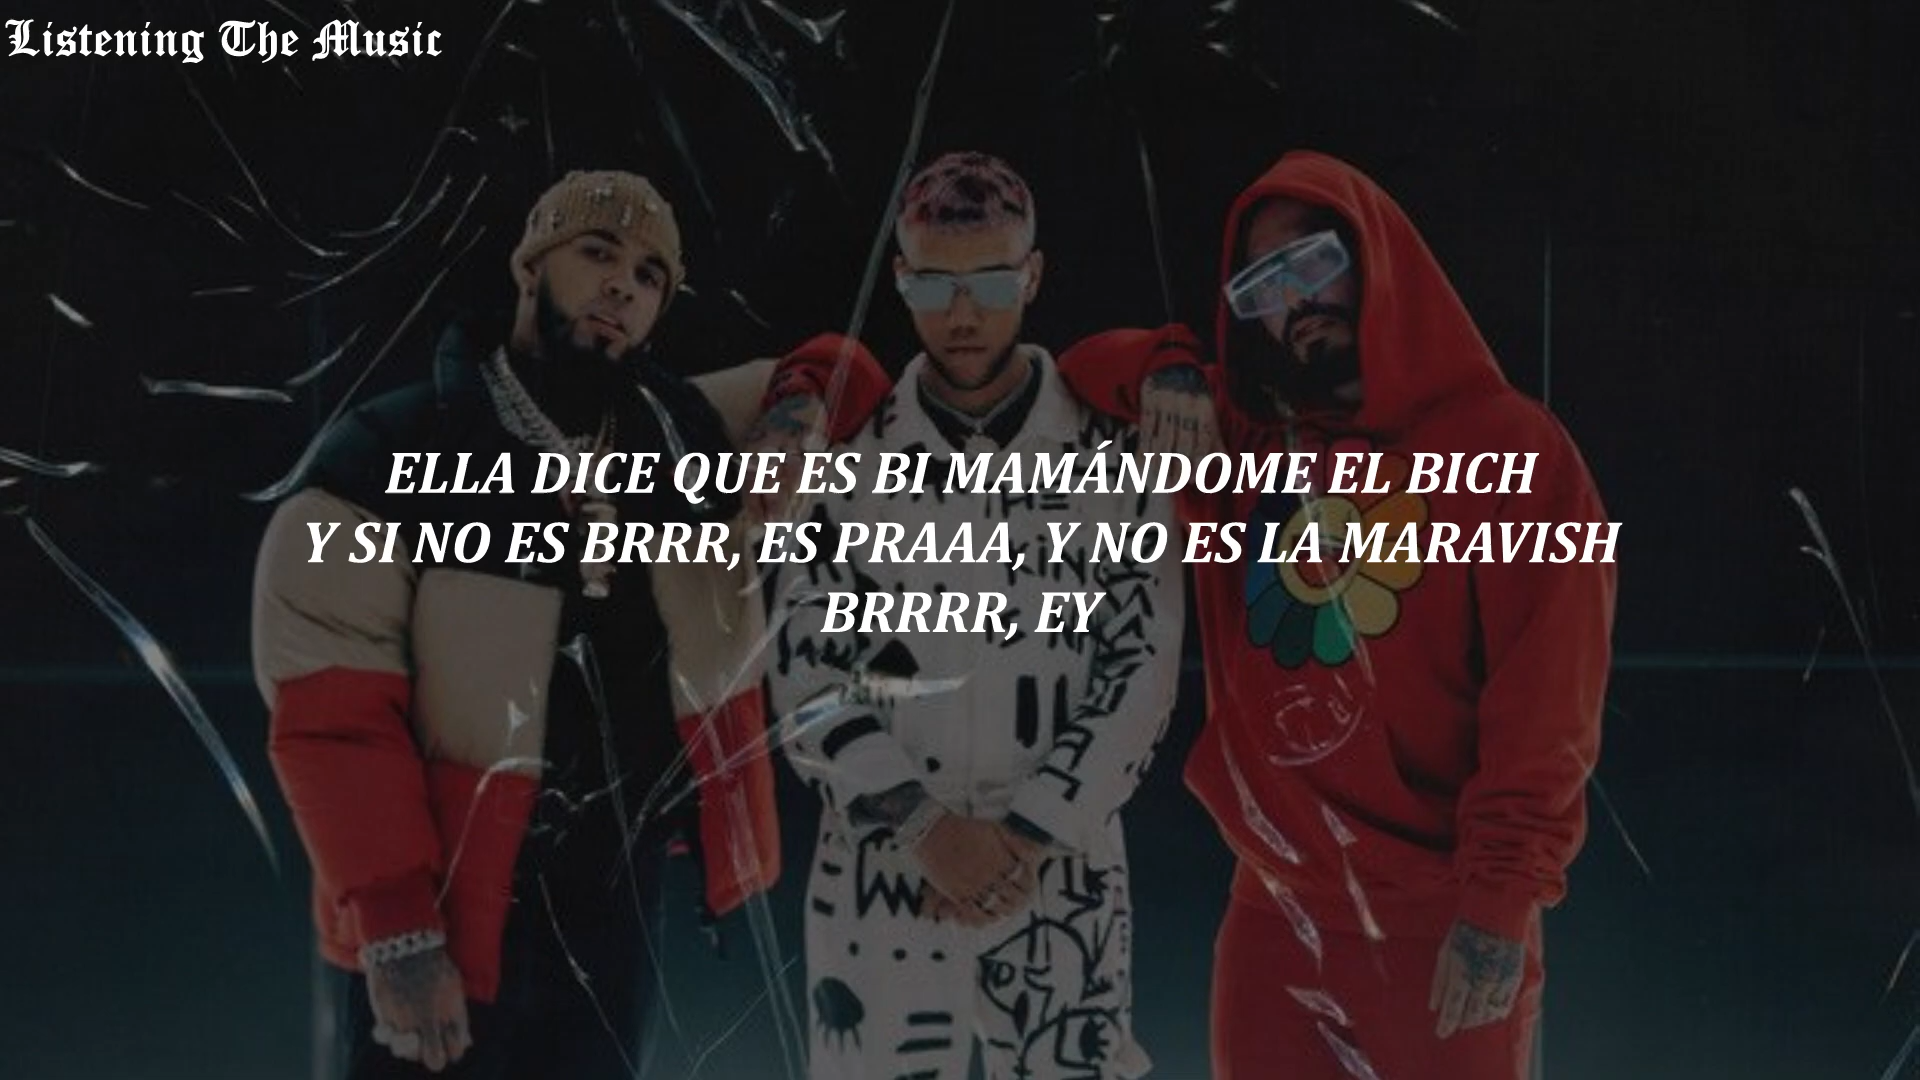 Listening The Music
ELLA DICE QUE ES BI MAMÁNDOME EL BICH
Y SI NO ES BRRR, ES PRAAA, Y NO ES LA MARAVISH
BRRRR, EY